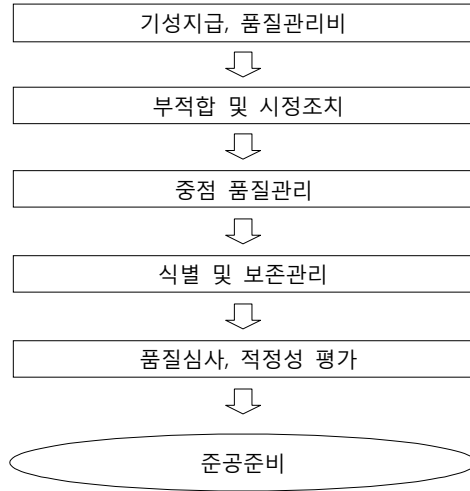 기성지급, 품질관리비
부적합 및 시정조치
중점 품질관리
식별 및 보존관리
품질심사, 적정성 평가
준공준비